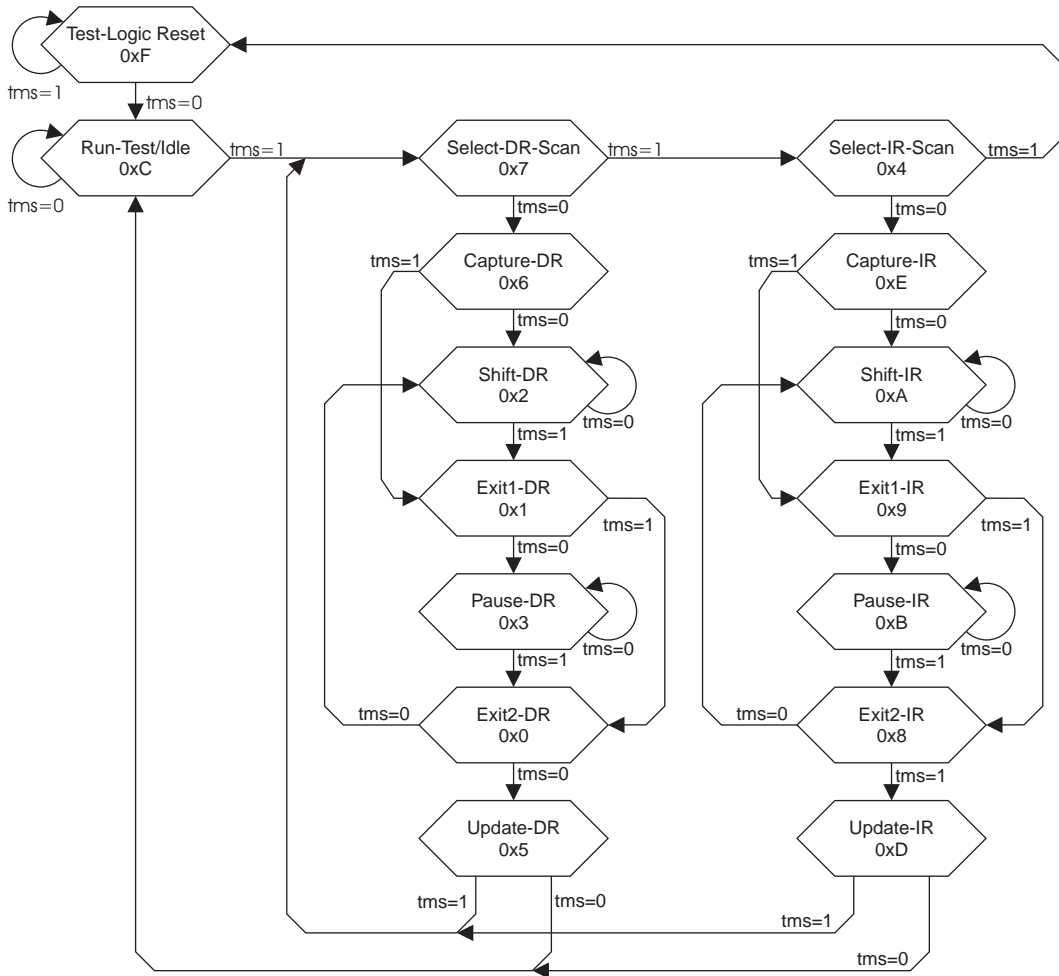 Test-Logic Reset
0xF
tms=1
tms=0
Run-Test/Idle
0xC
tms=0
tms=1
Select-DR-Scan
0x7
tms=1
Select-IR-Scan
0x4
tms=1
tms=0
tms=0
tms=1
Capture-DR
0x6
tms=1
Capture-IR
0xE
tms=0
tms=0
Shift-DR
0x2
tms=0
Shift-IR
0xA
tms=0
tms=1
tms=1
Exit1-DR
0x1
tms=1
Exit1-IR
0x9
tms=1
tms=0
tms=0
Pause-DR
0x3
tms=0
Pause-IR
0xB
tms=0
tms=1
tms=1
tms=0
Exit2-DR
0x0
tms=0
Exit2-IR
0x8
tms=0
tms=1
Update-DR
0x5
Update-IR
0xD
tms=1
tms=0
tms=1
tms=0